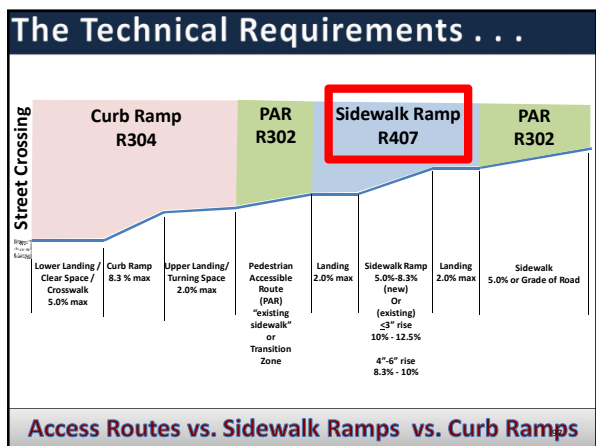 The Technical Requirements . . .
Street Crossing
Curb Ramp
R304
PAR
R302
Sidewalk Ramp
R407
PAR
R302
Lower Landing /
Clear Space /
Crosswalk
5.0% max
Curb Ramp
8.3 % max
Upper Landing/
Turning Space
2.0% max
Pedestrian
Accessible
Route
(PAR)
“existing
sidewalk”
or
Transition
Zone
Landing
2.0% max
Sidewalk Ramp
5.0%-8.3%
(new)
Or
(existing)
≤3” rise
10% - 12.5%
4”-6” rise
8.3% - 10%
Landing
2.0% max
Sidewalk
5.0% or Grade of Road
Access Routes vs. Sidewalk Ramps vs. Curb Ramps